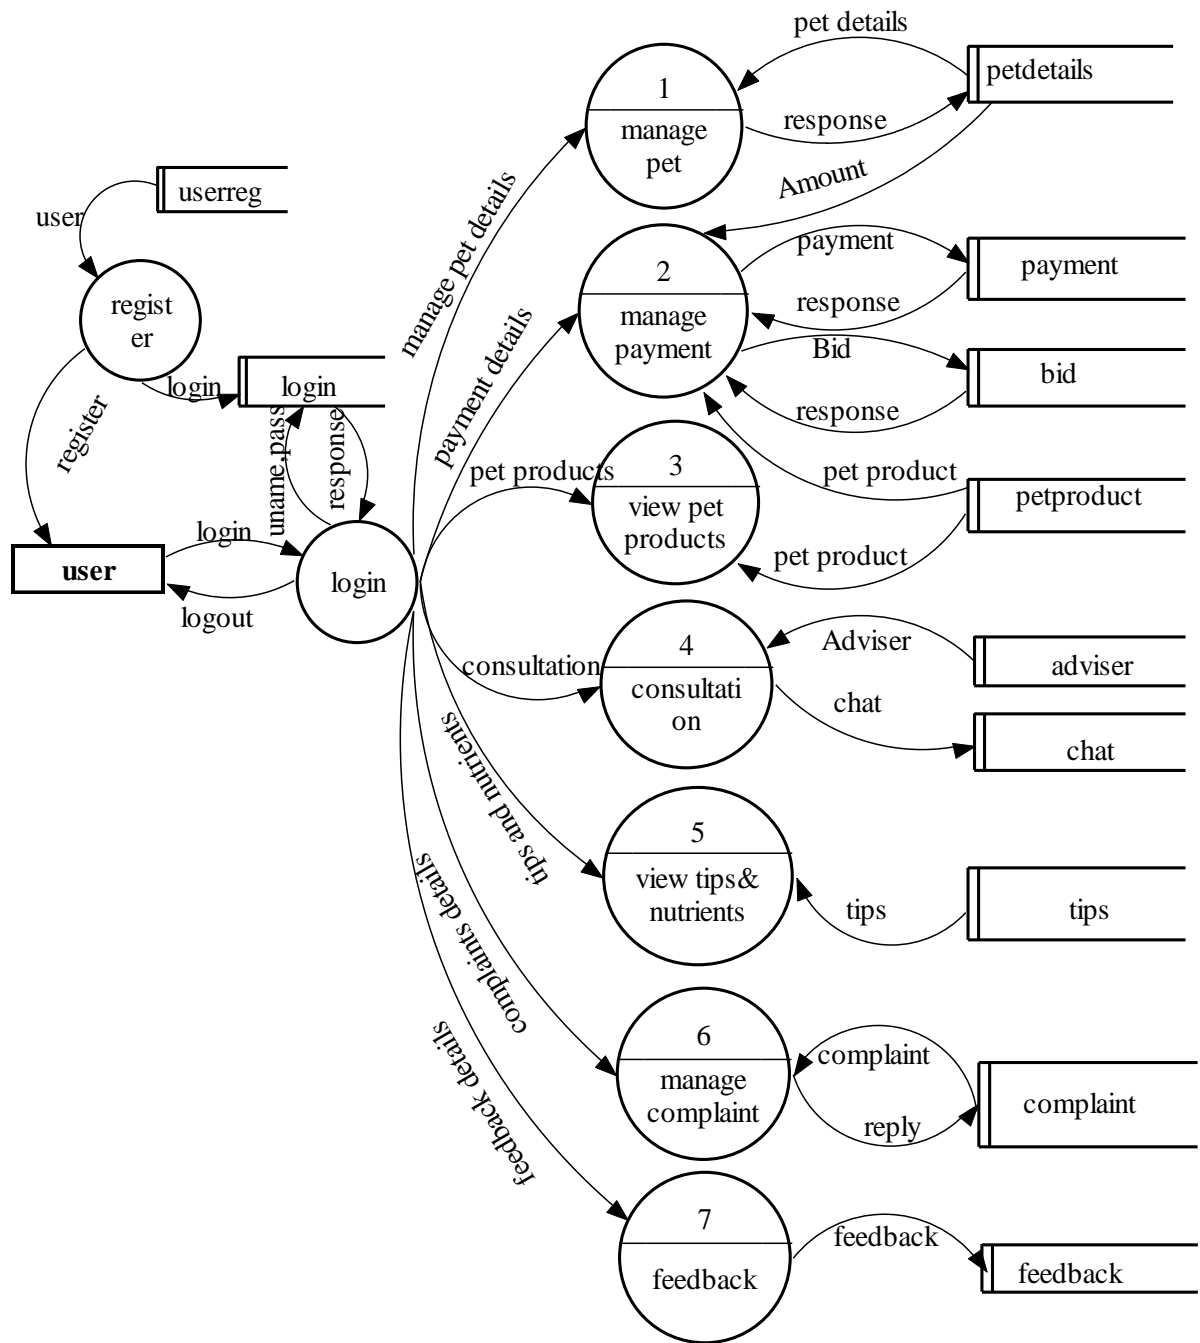 pet details
1
manage
pet
response
petdetails
Amount
userreg
user
regist
er
login
login
register
uname,pass
response
login
user
logout
login
manage pet details
payment details
pet products
consultation
tips and nutrients
complaints details
feedback details
2
manage
payment
payment
response
payment
Bid
response
bid
3
view pet
products
pet product
pet product
petproduct
4
consultati
on
Adviser
adviser
chat
chat
5
view tips&
nutrients
tips
tips
6
manage
complaint
complaint
reply
complaint
7
feedback
feedback
feedback